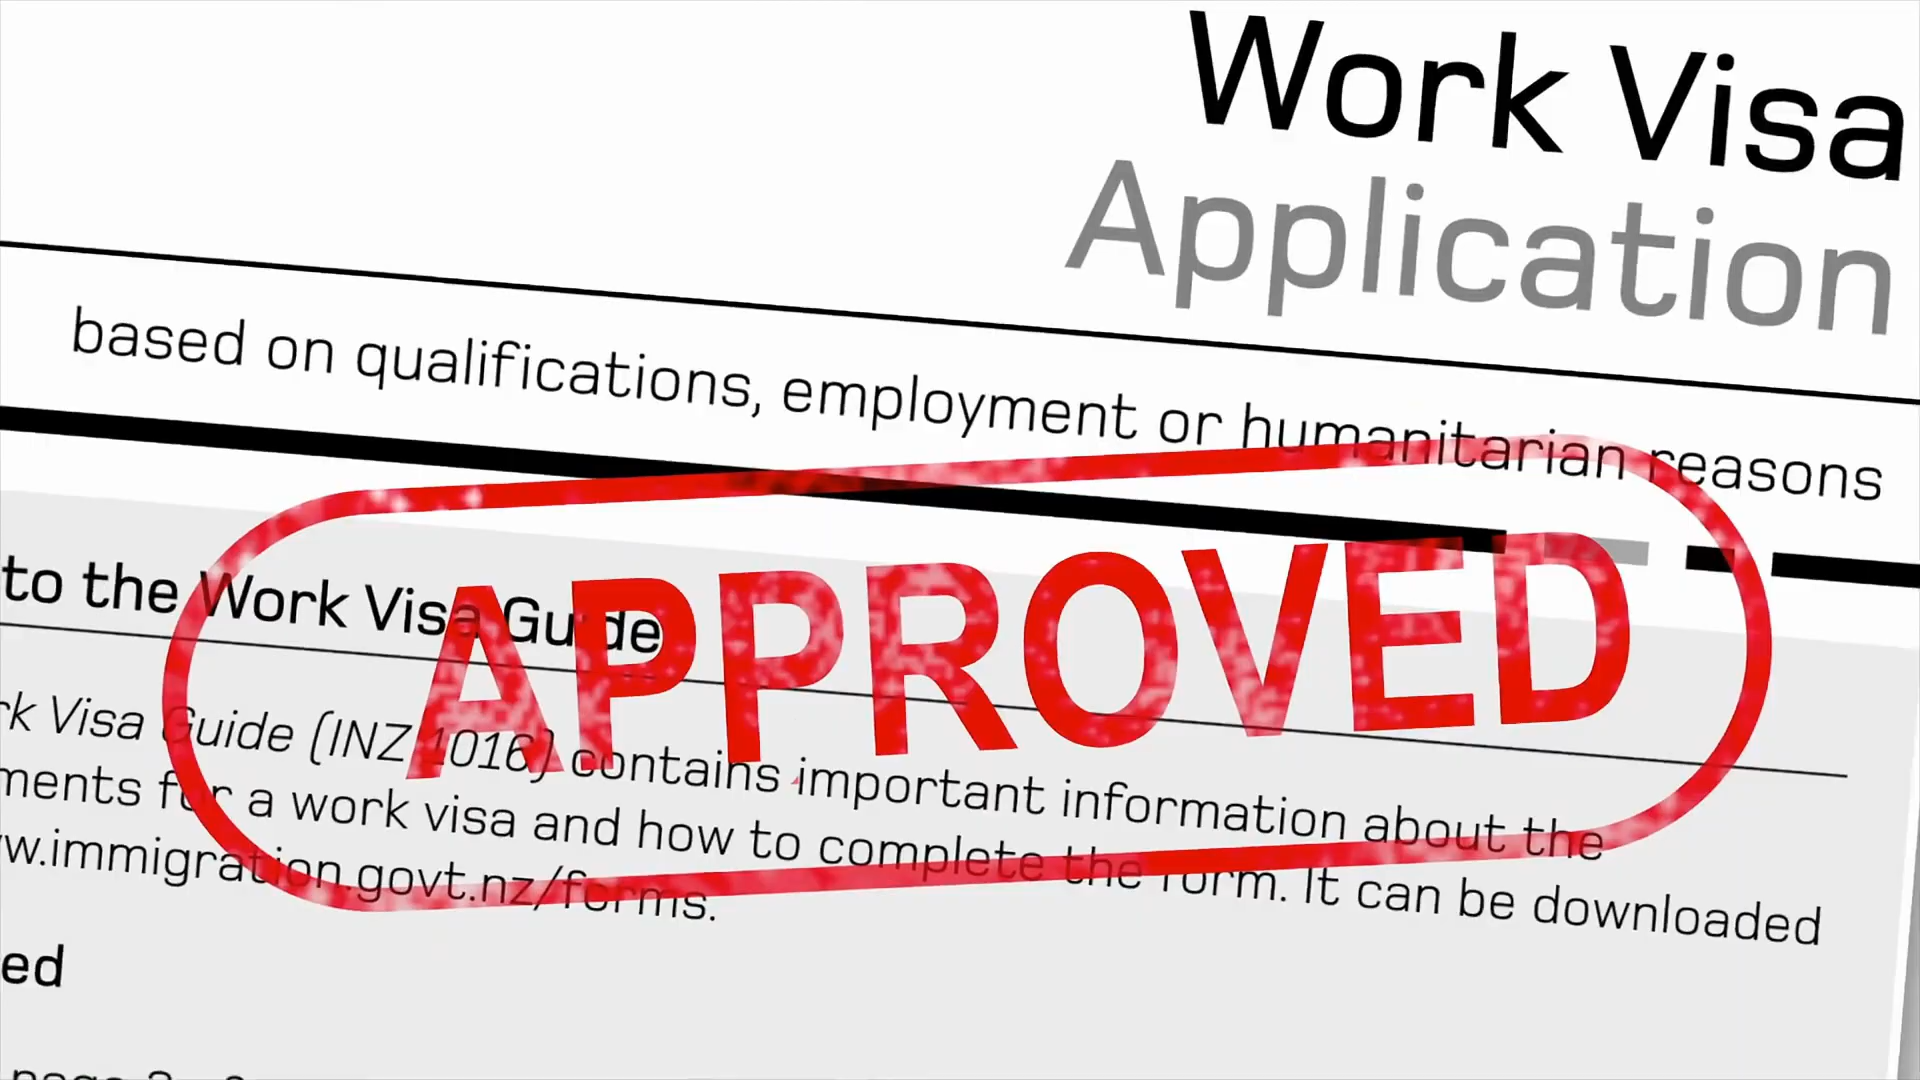 Work Visa
Application
based on qualifications, employment or humanitarian reasons
to the Work Visa Guide
rk Visa Guide (INZ 1016) contains important information about the
ments for a work visa and how to complete the form. It can be downloaded
w.immigration.govt.nz/forms.
ed
APPROVED